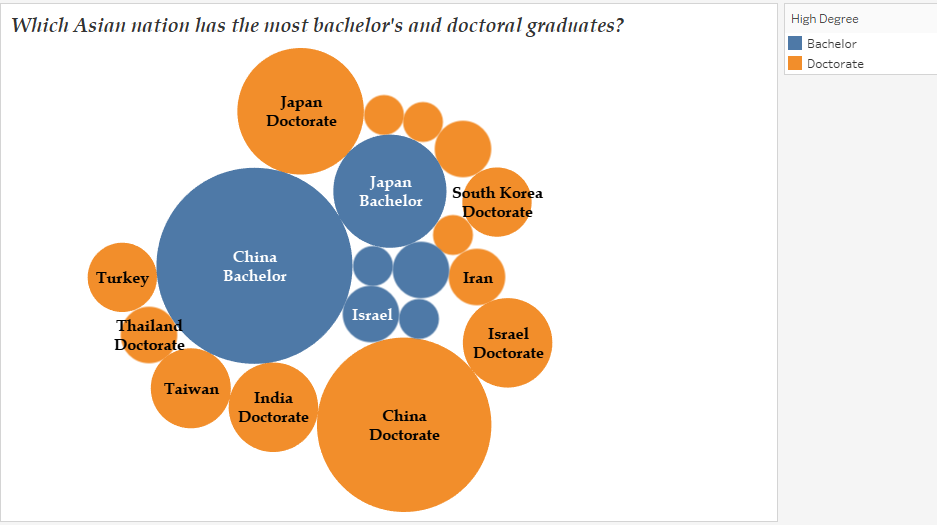 Which Asian nation has the most bachelor's and doctoral graduates?
High Degree
Bachelor
Doctorate
Japan
Doctorate
Japan
Bachelor
South Korea
Doctorate
China
Bachelor
Turkey
Iran
Israel
Thailand
Doctorate
Israel
Doctorate
Taiwan
India
Doctorate
China
Doctorate